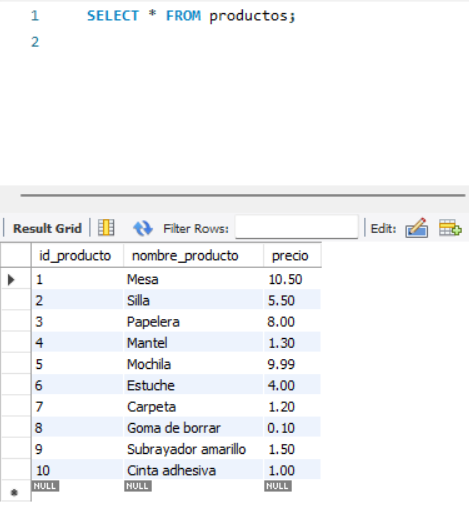 1 SELECT * FROM productos;
2
Result Grid Filter Rows: Edit:
id_producto nombre_producto precio
1 Mesa 10.50
2 Silla 5.50
3 Papelera 8.00
4 Mantel 1.30
5 Mochila 9.99
6 Estuche 4.00
7 Carpeta 1.20
8 Goma de borrar 0.10
9 Subrayador amarillo 1.50
10 Cinta adhesiva 1.00
NULL NULL NULL